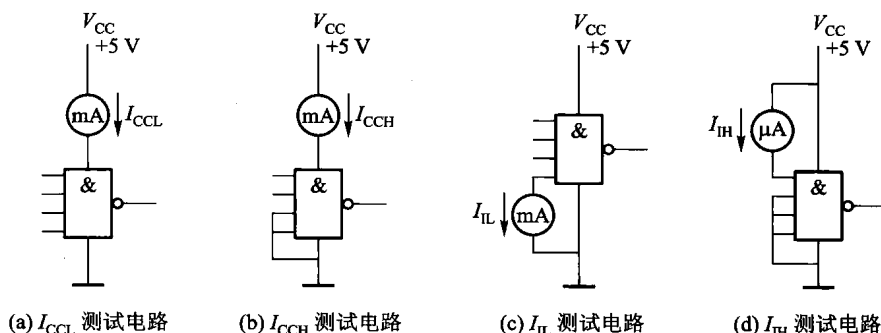 V_CC
+5 V
mA
I_CCL
&
(a) I_CCL 测试电路
V_CC
+5 V
mA
I_CCH
&
(b) I_CCH 测试电路
V_CC
+5 V
&
I_IL
mA
(c) I_IL 测试电路
V_CC
+5 V
I_IH
μA
&
(d) I_IH 测试电路